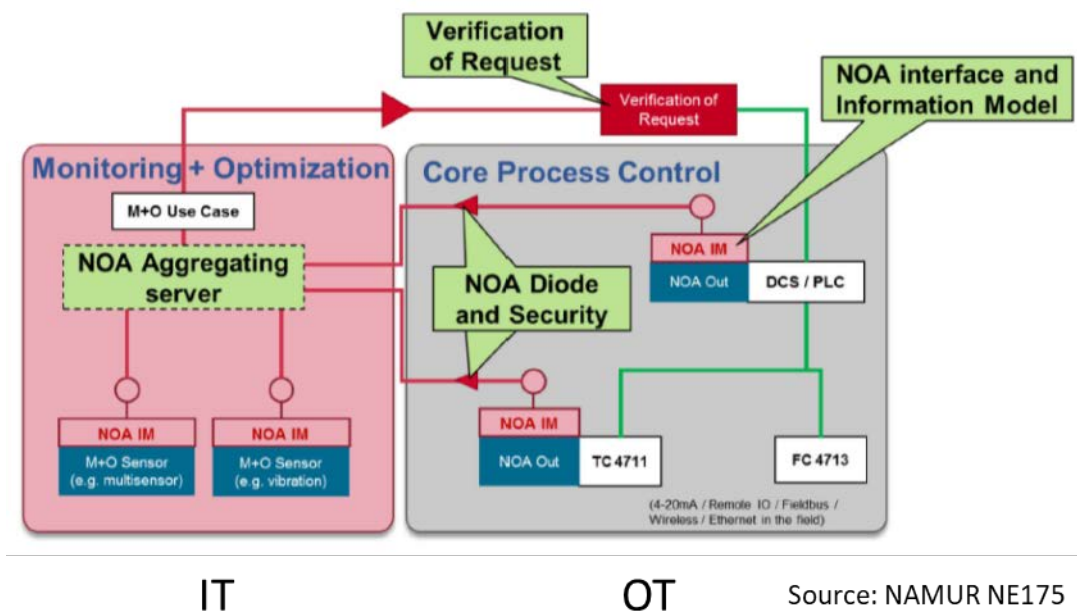 Verification
of Request
Verification of
Request
NOA interface and
Information Model
Monitoring + Optimization
Core Process Control
M+O Use Case
NOA Aggregating
server
NOA Diode
and Security
NOA IM
NOA Out
DCS / PLC
NOA IM
M+O Sensor
(e.g. multisensor)
NOA IM
M+O Sensor
(e.g. vibration)
NOA IM
NOA Out
TC 4711
FC 4713
(4-20mA / Remote IO / Fieldbus /
Wireless / Ethernet in the field)
IT
OT
Source: NAMUR NE175